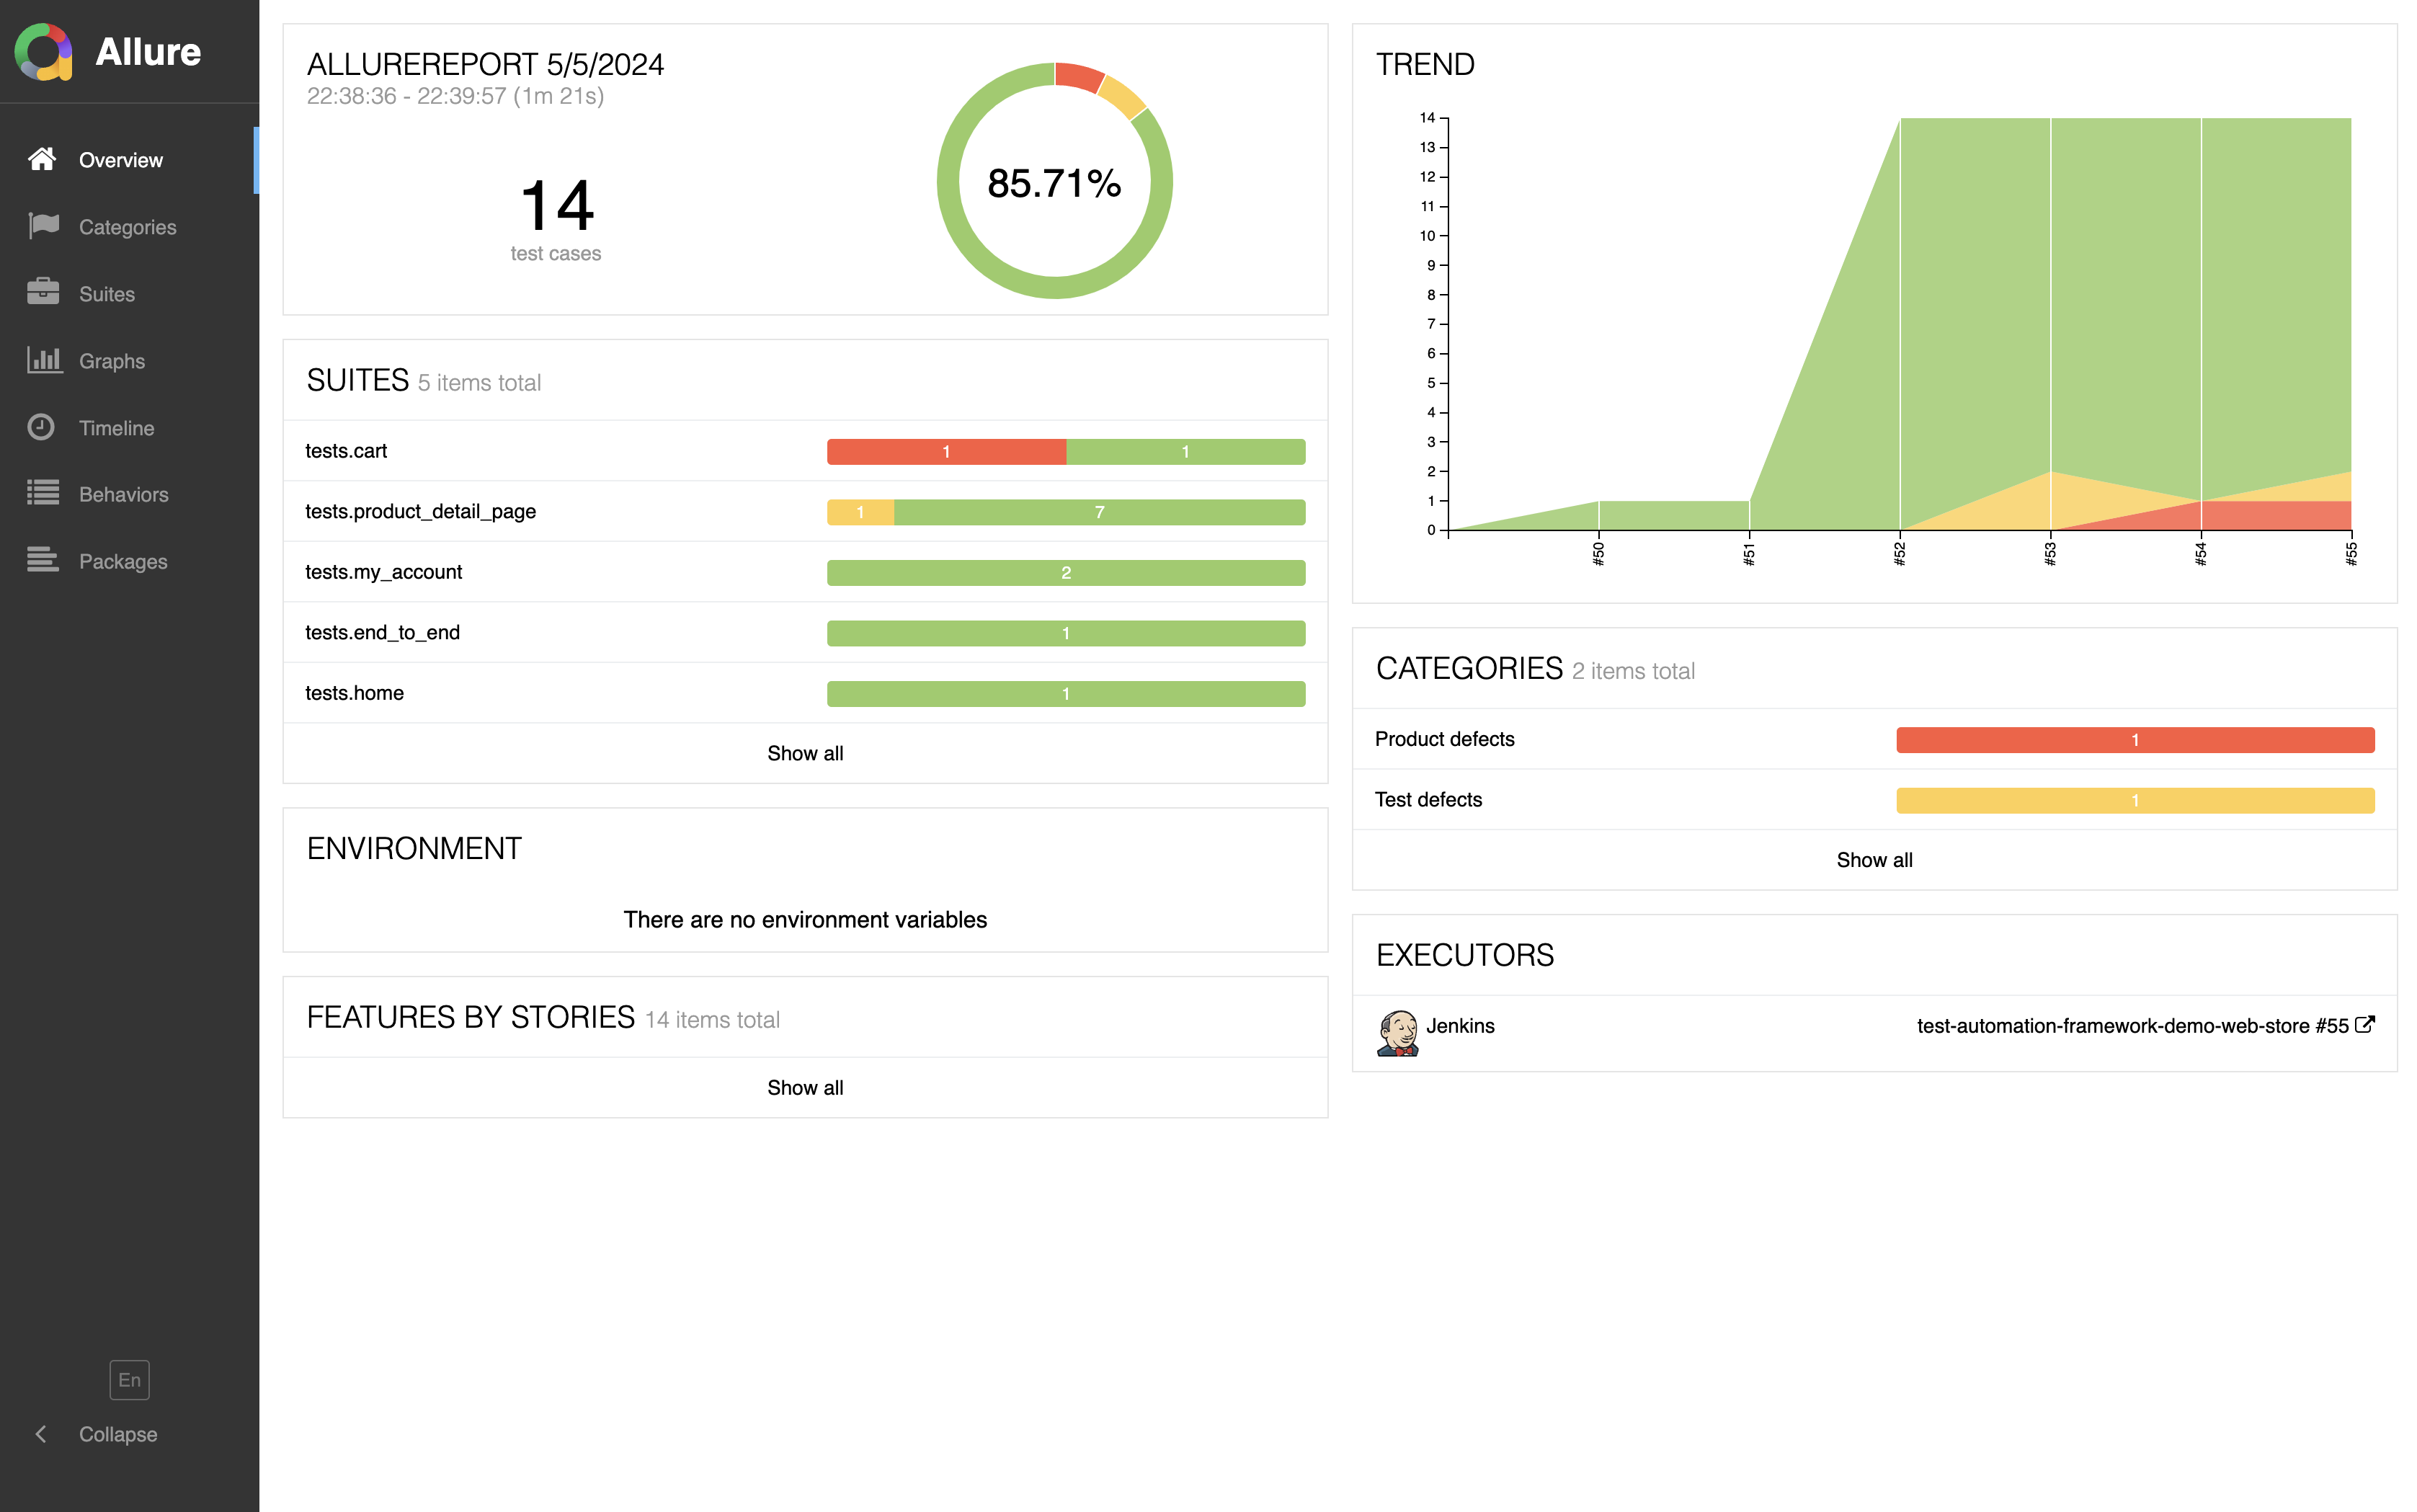 Allure
Overview
Categories
Suites
Graphs
Timeline
Behaviors
Packages
En
Collapse
ALLUREREPORT 5/5/2024
22:38:36 - 22:39:57 (1m 21s)
14
test cases
85.71%
SUITES 5 items total
tests.cart 1 1
tests.product_detail_page 1 7
tests.my_account 2
tests.end_to_end 1
tests.home 1
Show all
ENVIRONMENT
There are no environment variables
FEATURES BY STORIES 14 items total
Show all
TREND
14
13
12
11
10
9
8
7
6
5
4
3
2
1
0
#50 #51 #52 #53 #54 #55
CATEGORIES 2 items total
Product defects 1
Test defects 1
Show all
EXECUTORS
Jenkins test-automation-framework-demo-web-store #55